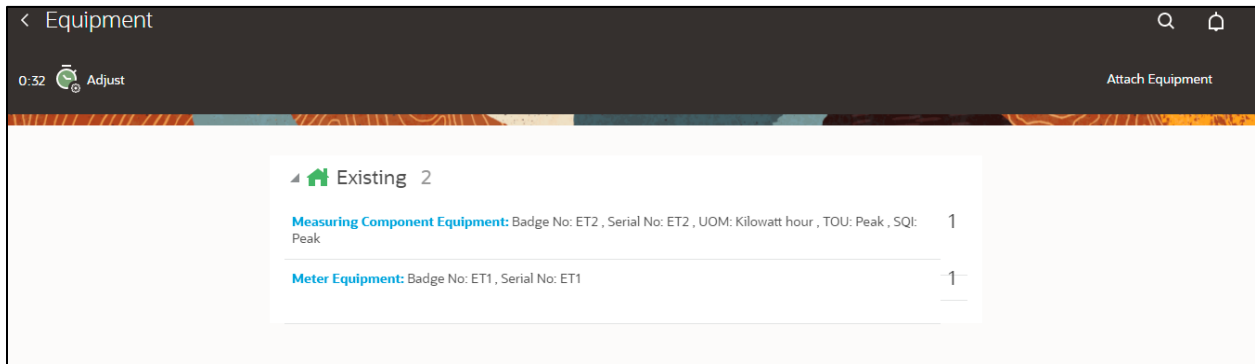 Equipment
0:32 Adjust
Attach Equipment
Existing 2
Measuring Component Equipment: Badge No: ET2 , Serial No: ET2 , UOM: Kilowatt hour , TOU: Peak , SQI: 1
Peak
Meter Equipment: Badge No: ET1 , Serial No: ET1 1